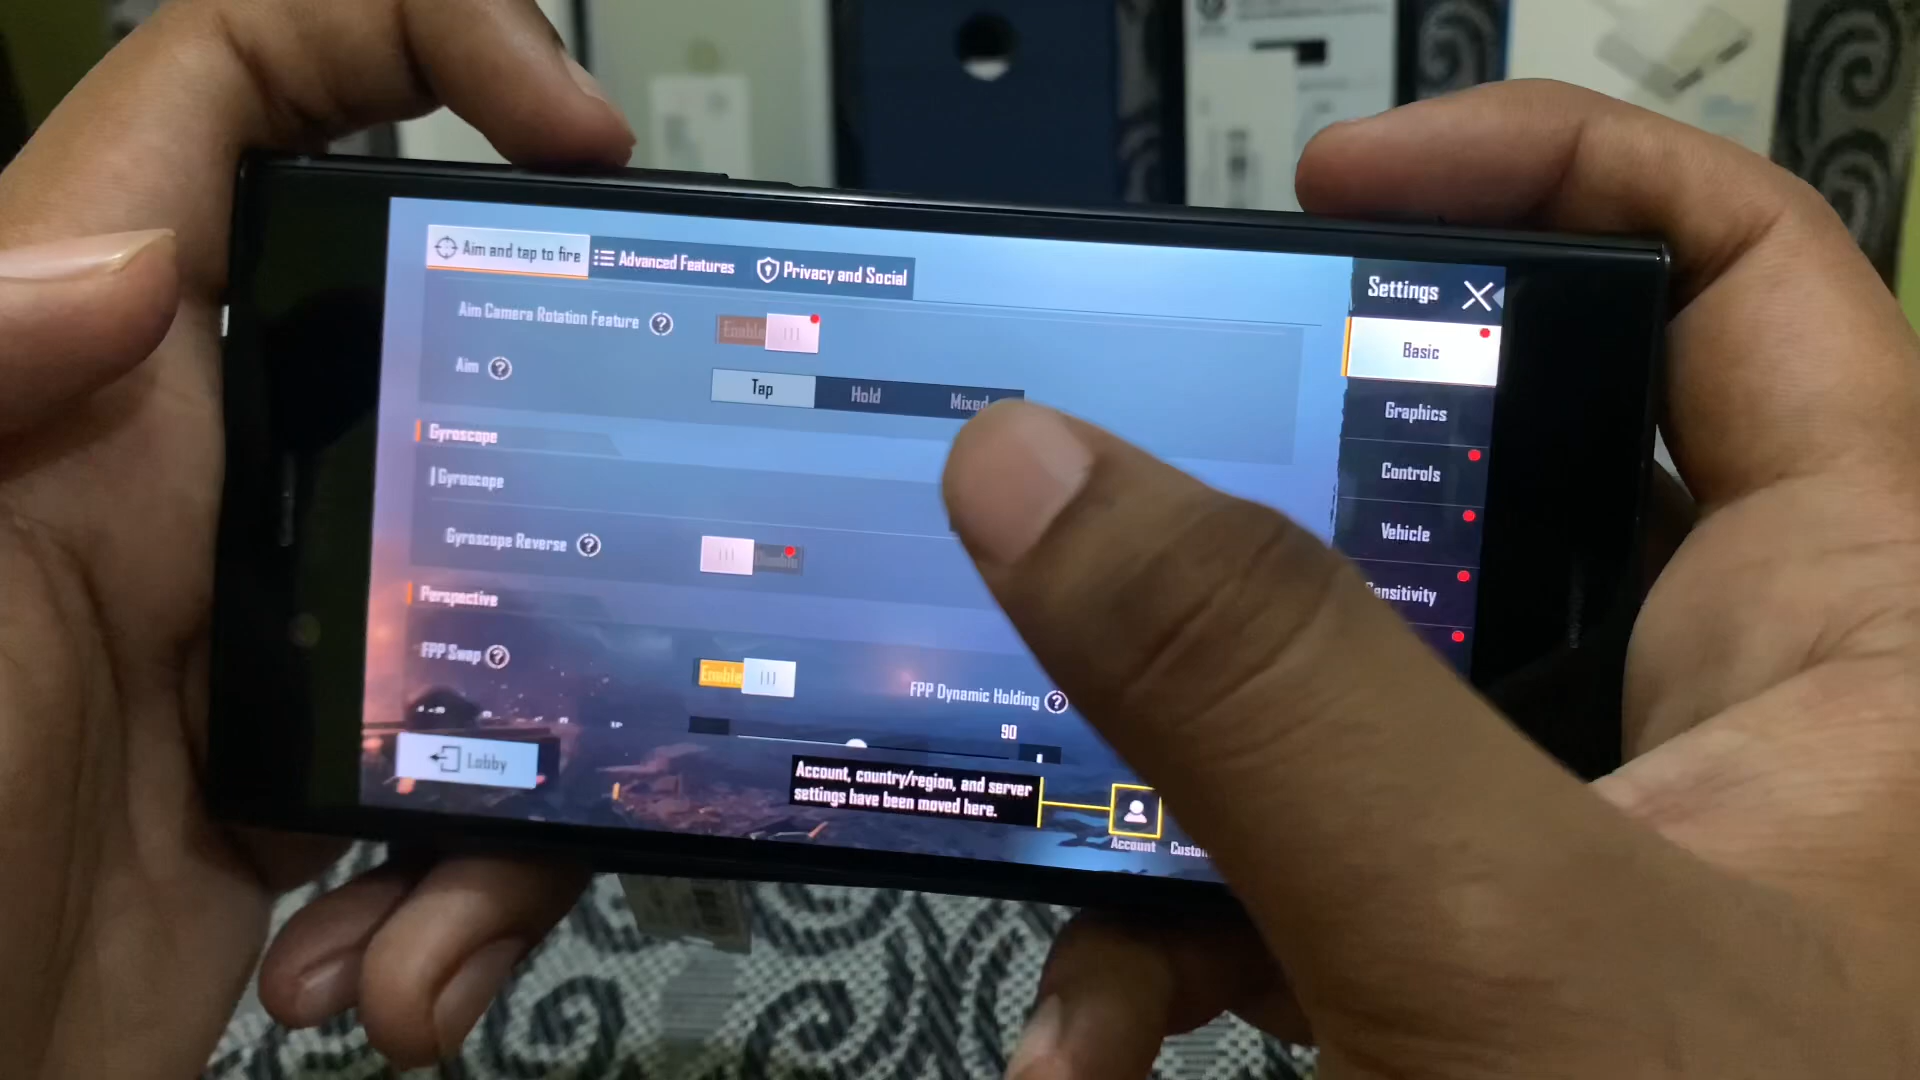 Aim and tap to fire
Advanced Features
Privacy and Social
Settings
Aim Camera Rotation Feature
Enable
Basic
Aim
Tap
Hold
Mixed
Graphics
Gyroscope
Controls
Gyroscope
Vehicle
Gyroscope Reverse
Perspective
FPP Swap
Enable
FPP Dynamic Holding
90
Lobby
Account, country/region, and server
settings have been moved here.
Account